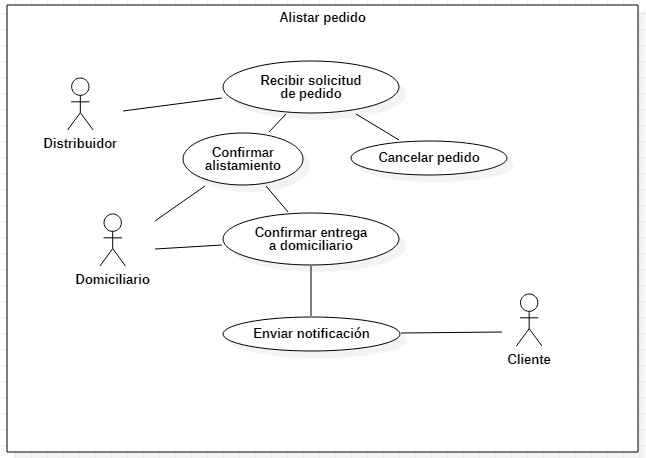 Alistar pedido
Recibir solicitud
de pedido
Distribuidor
Confirmar
alistamiento
Cancelar pedido
Confirmar entrega
a domiciliario
Domiciliario
Enviar notificación
Cliente